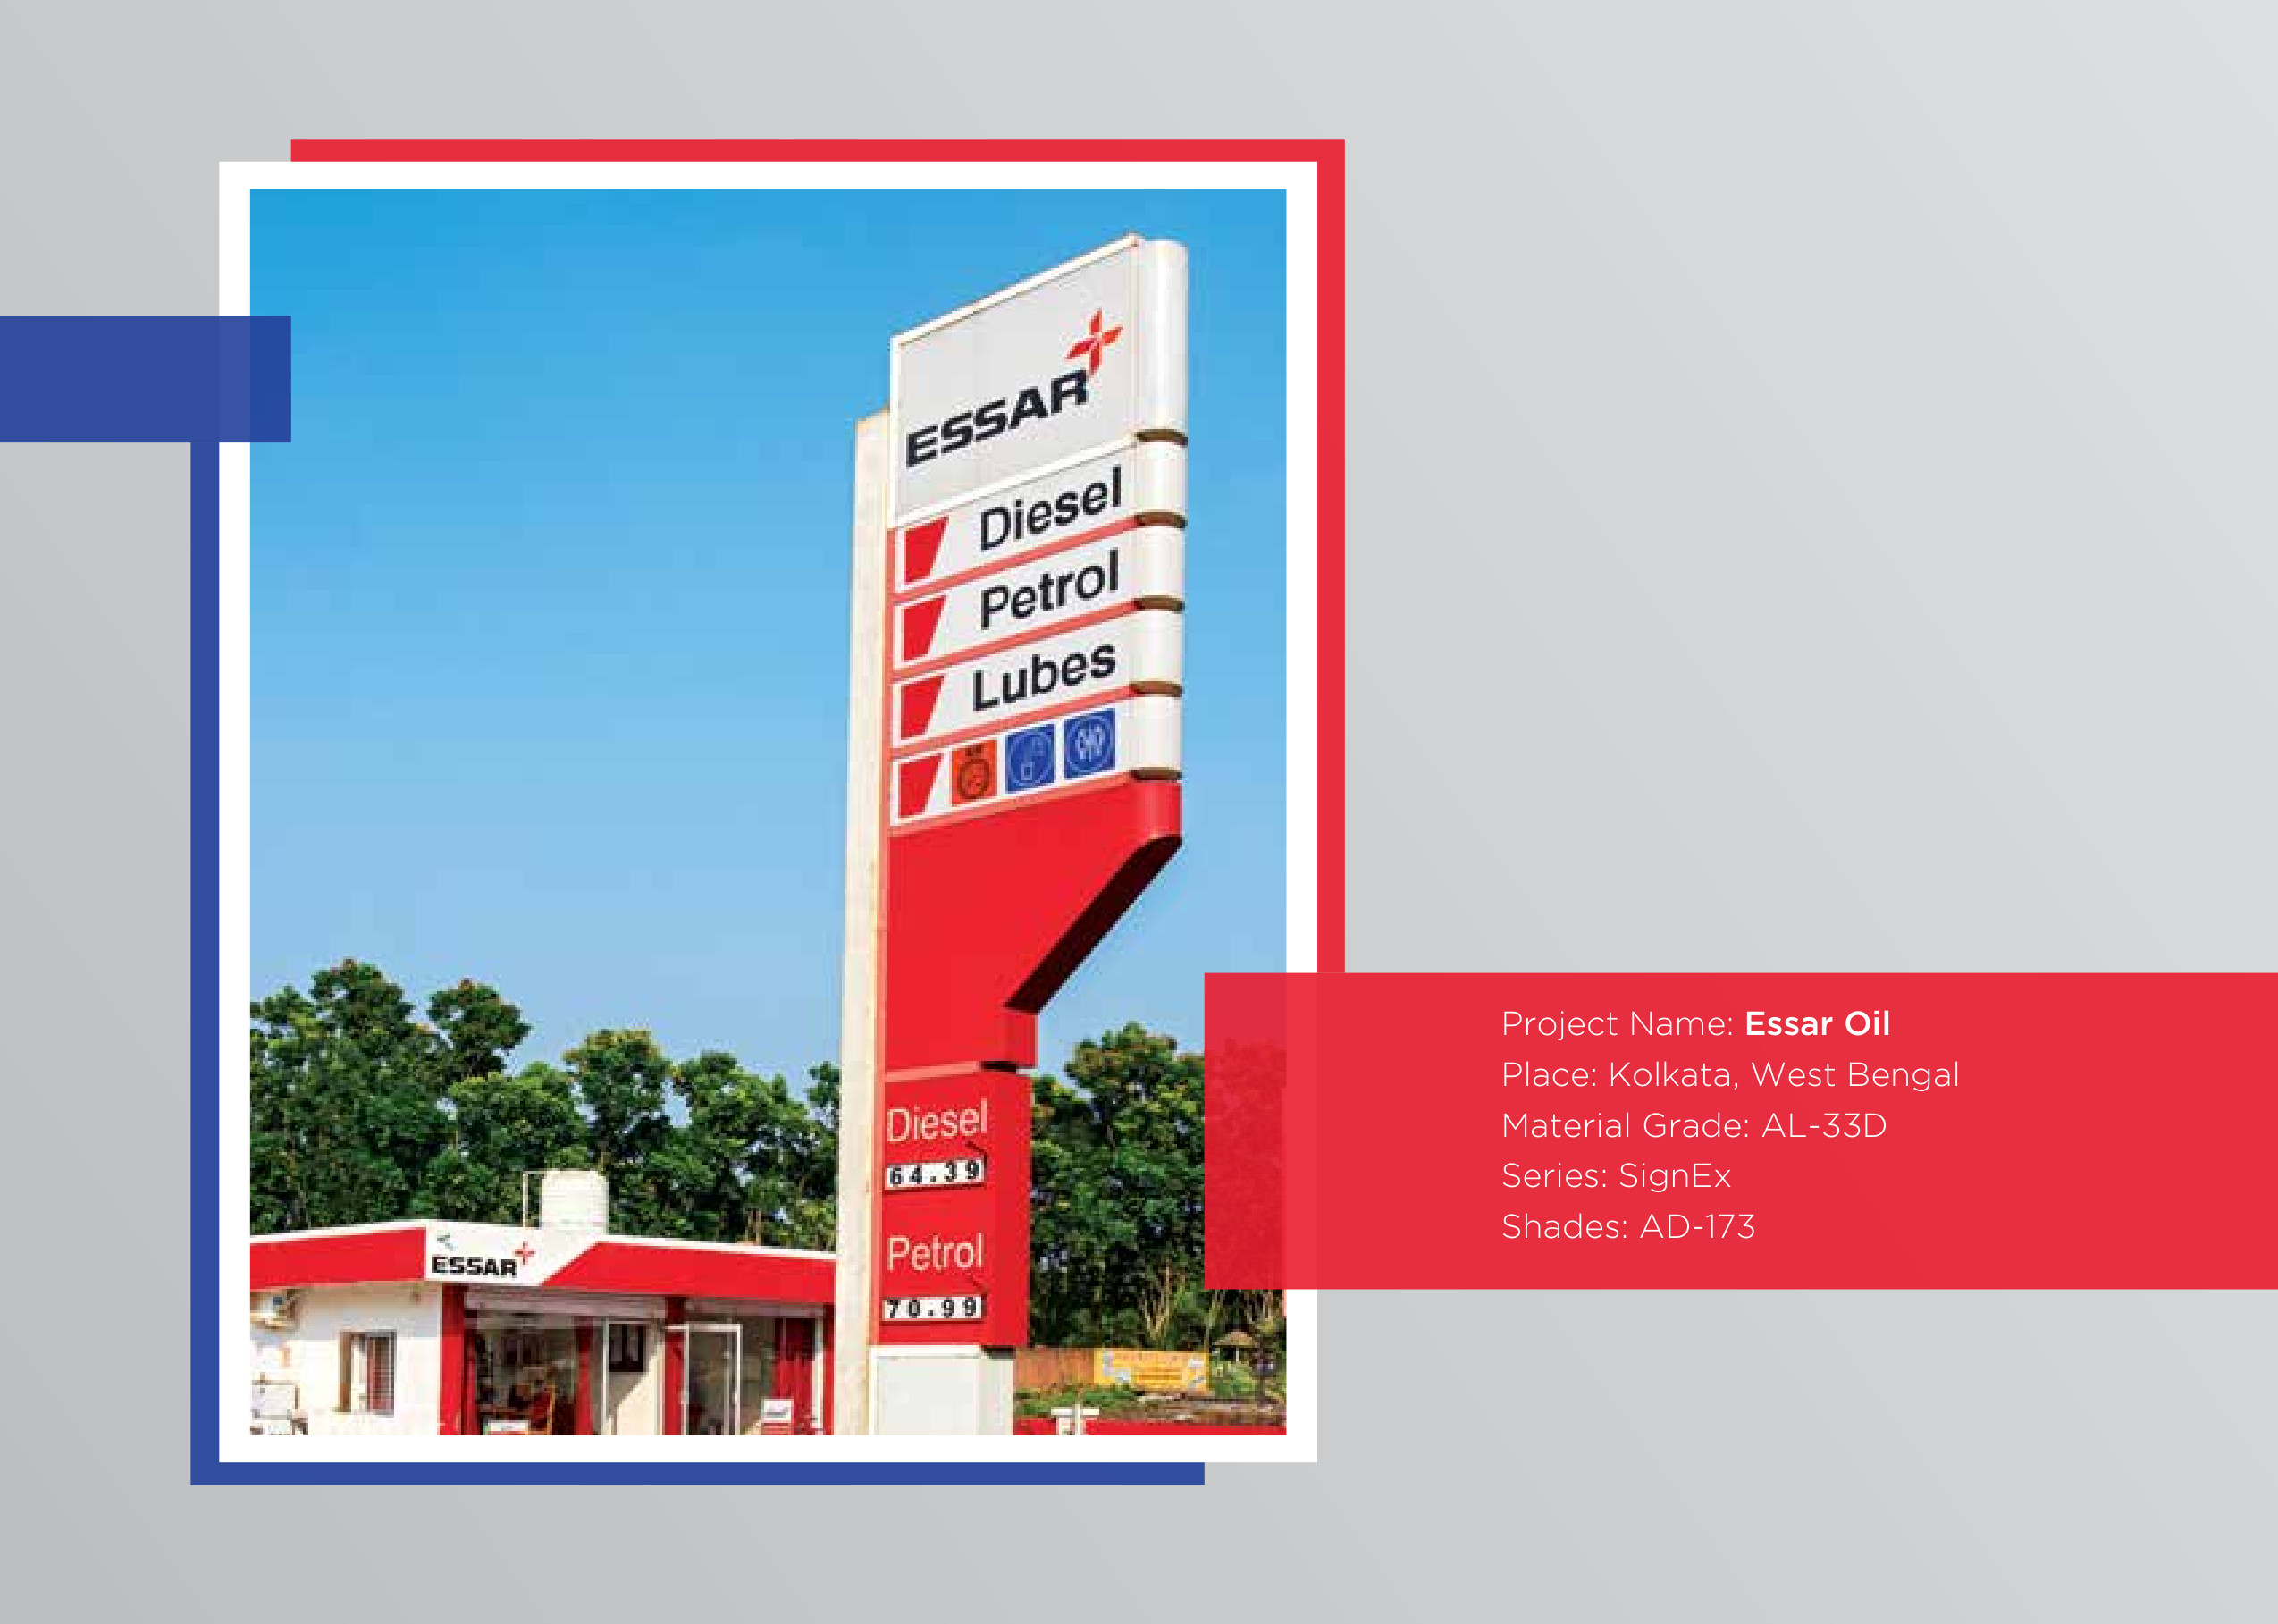 ESSAR
Diesel
Petrol
Lubes
Diesel
64.39
Petrol
70.99
ESSAR
Project Name: Essar Oil
Place: Kolkata, West Bengal
Material Grade: AL-33D
Series: SignEx
Shades: AD-173